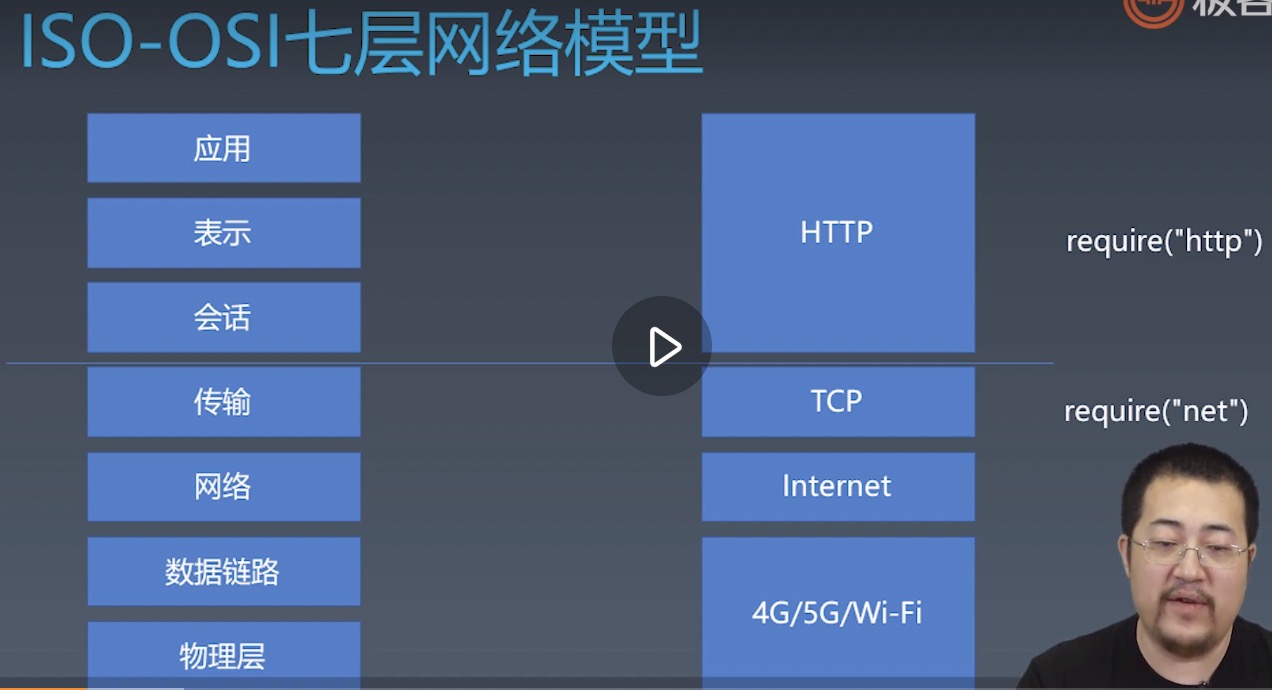 ISO-OSI七层网络模型
极客
应用
表示
会话
传输
网络
数据链路
物理层
HTTP
TCP
Internet
4G/5G/Wi-Fi
require("http")
require("net")